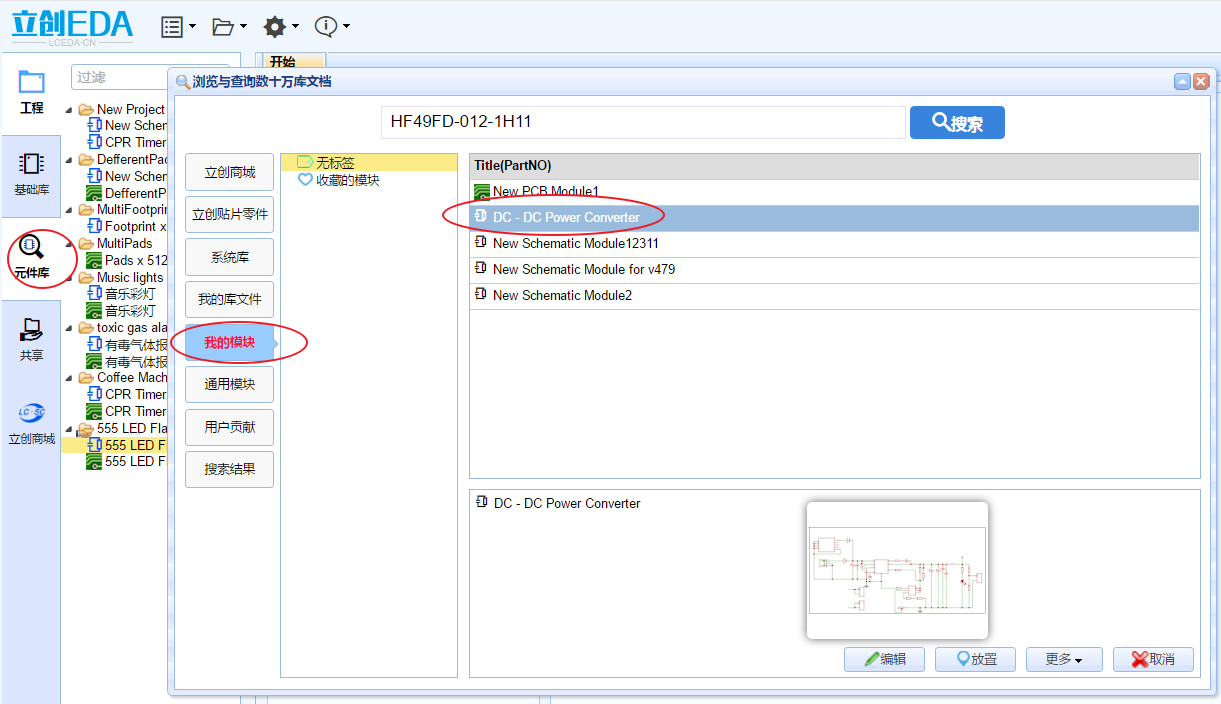 立创EDA
LCEDA·CN
开始
工程
基础库
元件库
共享
立创商城
过滤
New Project
New Schem
CPR Timer
DefferentPad
New Schem
DefferentP
MultiFootprin
Footprint x
MultiPads
Pads x 512
Music lights
音乐彩灯
音乐彩灯
toxic gas ala
有毒气体报
有毒气体报
Coffee Mach
CPR Timer
CPR Timer
555 LED Fla
555 LED F
555 LED F
浏览与查询数十万库文档
HF49FD-012-1H11
搜索
立创商城
立创贴片零件
系统库
我的库文件
我的模块
通用模块
用户贡献
搜索结果
无标签
收藏的模块
Title(PartNO)
New PCB Module1
DC - DC Power Converter
New Schematic Module12311
New Schematic Module for v479
New Schematic Module2
DC - DC Power Converter
编辑
放置
更多
取消